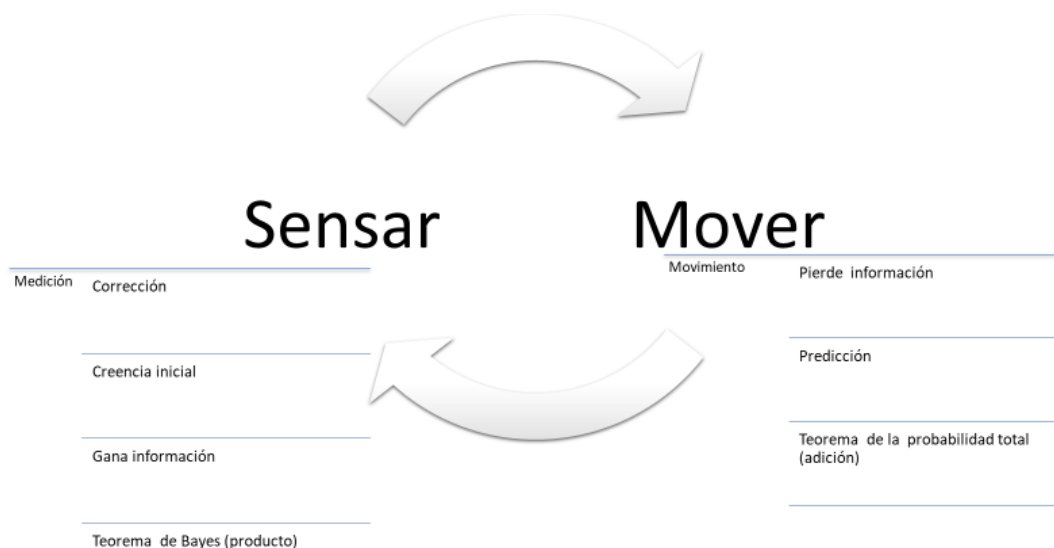 Sensar
Mover
Medición
Corrección
Creencia inicial
Gana información
Teorema de Bayes (producto)
Movimiento
Pierde información
Predicción
Teorema de la probabilidad total
(adición)